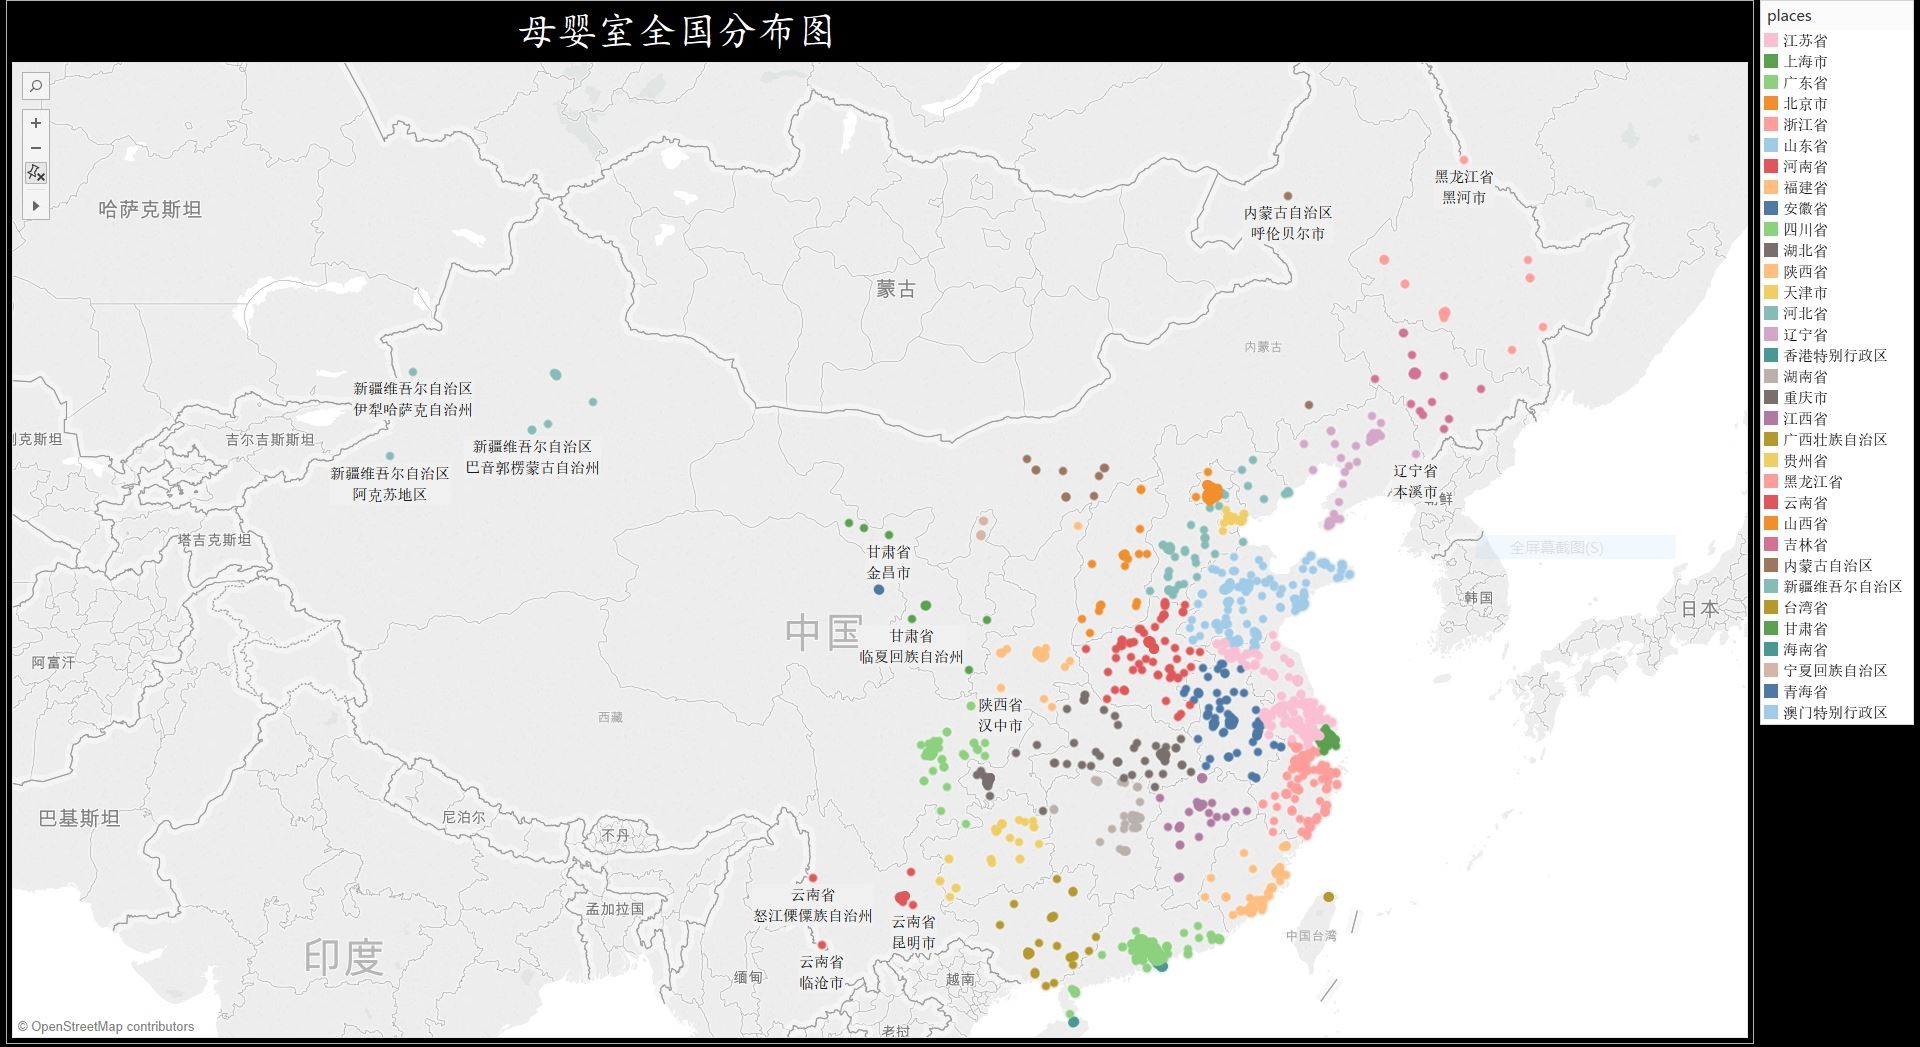 母婴室全国分布图
places
江苏省
上海市
广东省
北京市
浙江省
山东省
河南省
福建省
安徽省
四川省
湖北省
陕西省
天津市
河北省
辽宁省
香港特别行政区
湖南省
重庆市
江西省
广西壮族自治区
贵州省
黑龙江省
云南省
山西省
吉林省
内蒙古自治区
新疆维吾尔自治区
台湾省
甘肃省
海南省
宁夏回族自治区
青海省
澳门特别行政区
黑龙江省
黑河市
哈萨克斯坦
内蒙古自治区
呼伦贝尔市
蒙古
内蒙古
新疆维吾尔自治区
伊犁哈萨克自治州
克斯坦
吉尔吉斯斯坦
新疆维吾尔自治区
巴音郭楞蒙古自治州
新疆维吾尔自治区
阿克苏地区
辽宁省
本溪市
鲜
塔吉克斯坦
甘肃省
金昌市
全屏幕截图(S)
韩国
日本
中国
甘肃省
临夏回族自治州
阿富汗
西藏
陕西省
汉中市
巴基斯坦
尼泊尔
不丹
云南省
怒江傈僳族自治州
孟加拉国
云南省
昆明市
中国台湾
印度
云南省
临沧市
缅甸
越南
老挝
© OpenStreetMap contributors